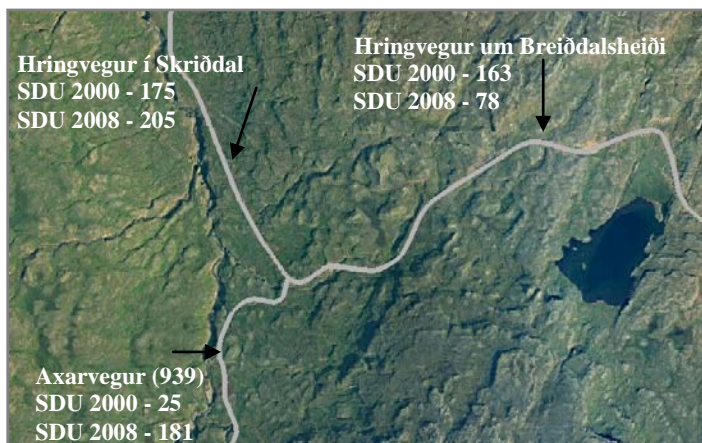 Hringvegur í Skriðdal
SDU 2000 - 175
SDU 2008 - 205
Hringvegur um Breiðdalsheiði
SDU 2000 - 163
SDU 2008 - 78
Axarvegur (939)
SDU 2000 - 25
SDU 2008 - 181